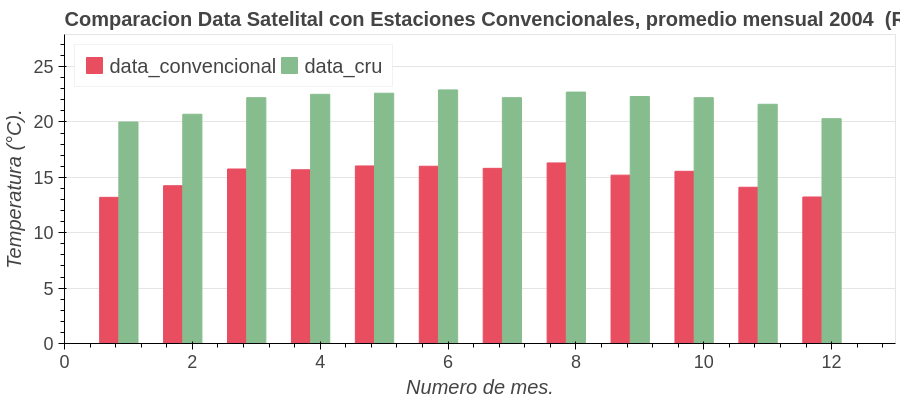 Comparacion Data Satelital con Estaciones Convencionales, promedio mensual 2004 (R
data_convencional data_cru
Temperatura (°C).
25
20
15
10
5
0
0 2 4 6 8 10 12
Numero de mes.